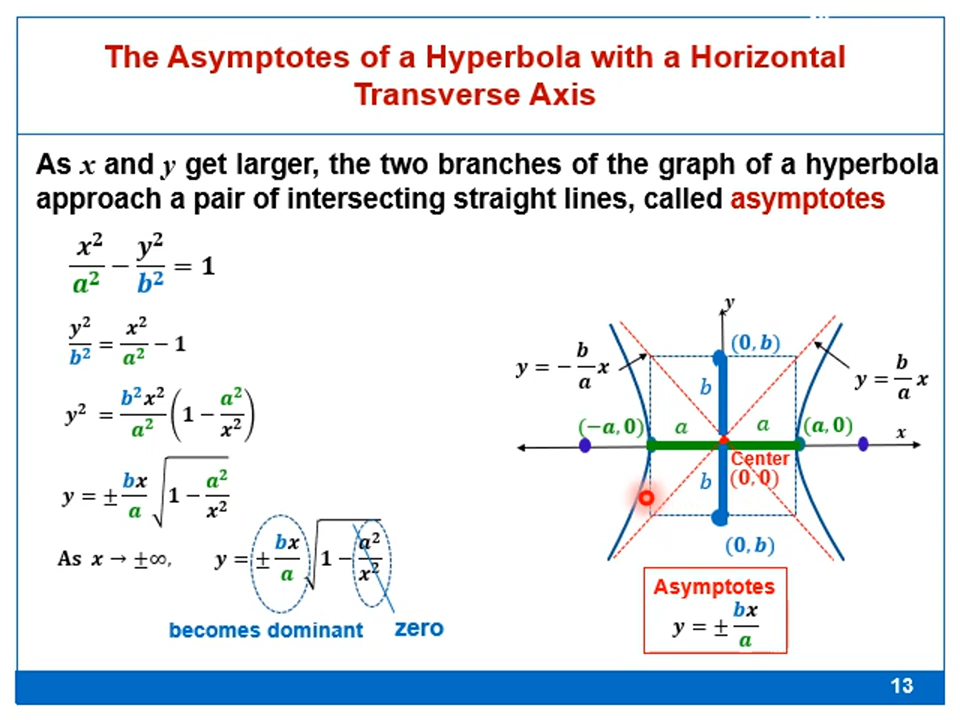 The Asymptotes of a Hyperbola with a Horizontal
Transverse Axis
As x and y get larger, the two branches of the graph of a hyperbola
approach a pair of intersecting straight lines, called asymptotes
x²/a² − y²/b² = 1
y²/b² = x²/a² − 1
y² = b²x²/a² (1 − a²/x²)
y = ± bx/a √(1 − a²/x²)
As x → ±∞, y = ± bx/a √(1 − a²/x²)
becomes dominant zero
y
(0, b)
y = − b/a x
b
y = b/a x
(−a, 0) a a (a, 0) x
Center
b (0, 0)
(0, b)
Asymptotes
y = ± bx/a
13